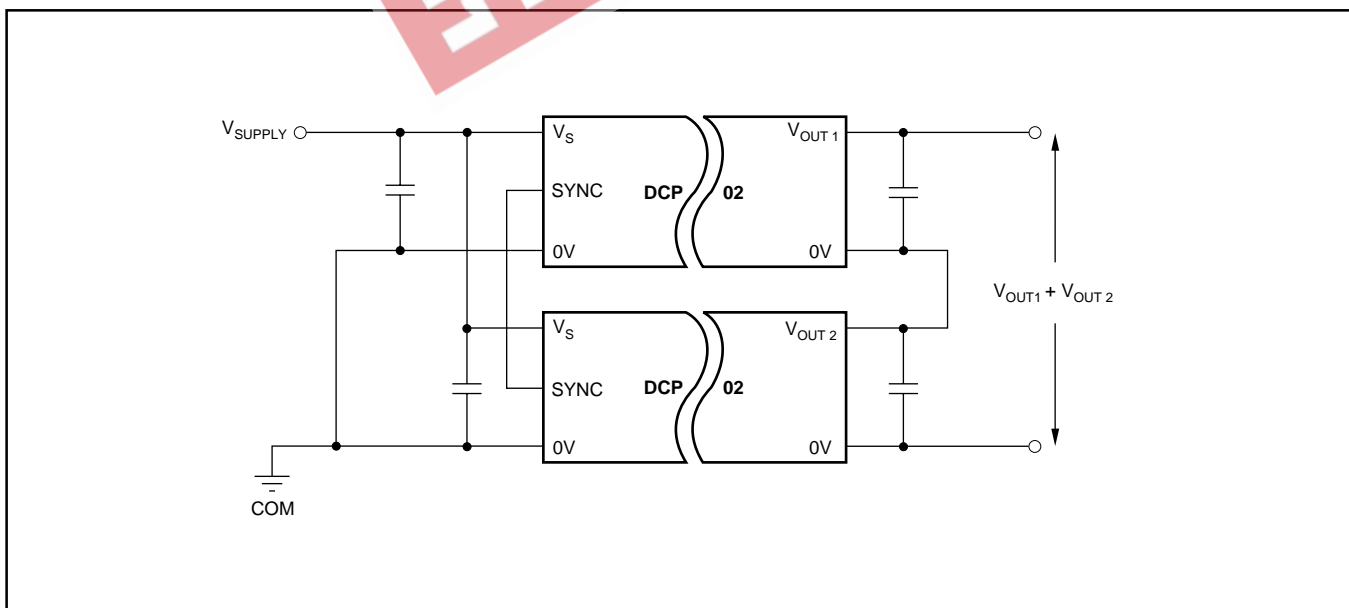 VSUPPLY
VS
SYNC
0V
DCP 02
VOUT 1
0V
VS
SYNC
0V
DCP 02
VOUT 2
0V
VOUT1 + VOUT 2
COM